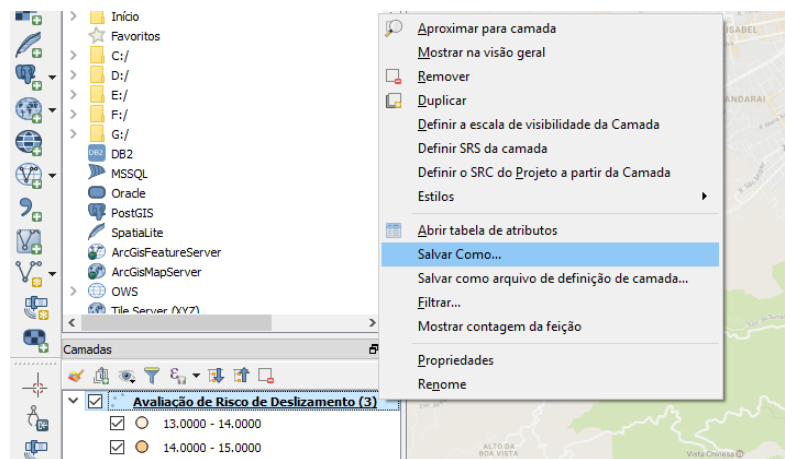 Início
Favoritos
C:/
D:/
E:/
F:/
G:/
DB2
DB2
MSSQL
Oracle
PostGIS
SpatiaLite
ArcGisFeatureServer
ArcGisMapServer
OWS
Tile Server (XYZ)
Camadas
Avaliação de Risco de Deslizamento (3)
13.0000 - 14.0000
14.0000 - 15.0000
Aproximar para camada
Mostrar na visão geral
Remover
Duplicar
Definir a escala de visibilidade da Camada
Definir SRS da camada
Definir o SRC do Projeto a partir da Camada
Estilos
Abrir tabela de atributos
Salvar Como...
Salvar como arquivo de definição de camada...
Filtrar...
Mostrar contagem da feição
Propriedades
Renome
ISABEL
ANDARAI
ALTO DA
BOA VISTA
Vista Chinesa